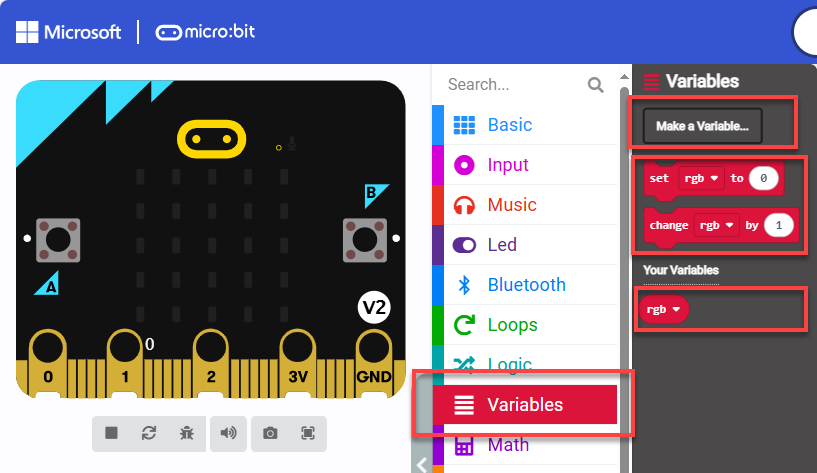 Microsoft
micro:bit
B
A
V2
0
0
1
2
3V
GND
Search...
Basic
Input
Music
Led
Bluetooth
Loops
Logic
Variables
Math
Variables
Make a Variable...
set rgb to 0
change rgb by 1
Your Variables
rgb